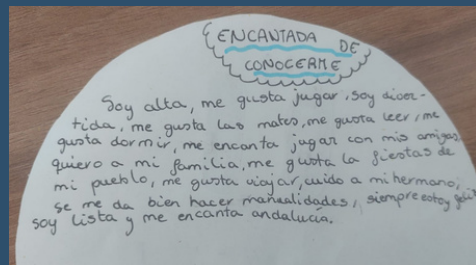 ENCANTADA DE
CONOCERME
Soy alta, me gusta jugar, soy diver-
tida, me gusta las mates, me gusta leer, me
gusta dormir, me encanta jugar con mis amigas,
quiero a mi familia, me gusta la fiestas de
mi pueblo, me gusta viajar, cuido a mi hermano,
se me da bien hacer manualidades, siempre estoy
soy lista y me encanta andalucía.